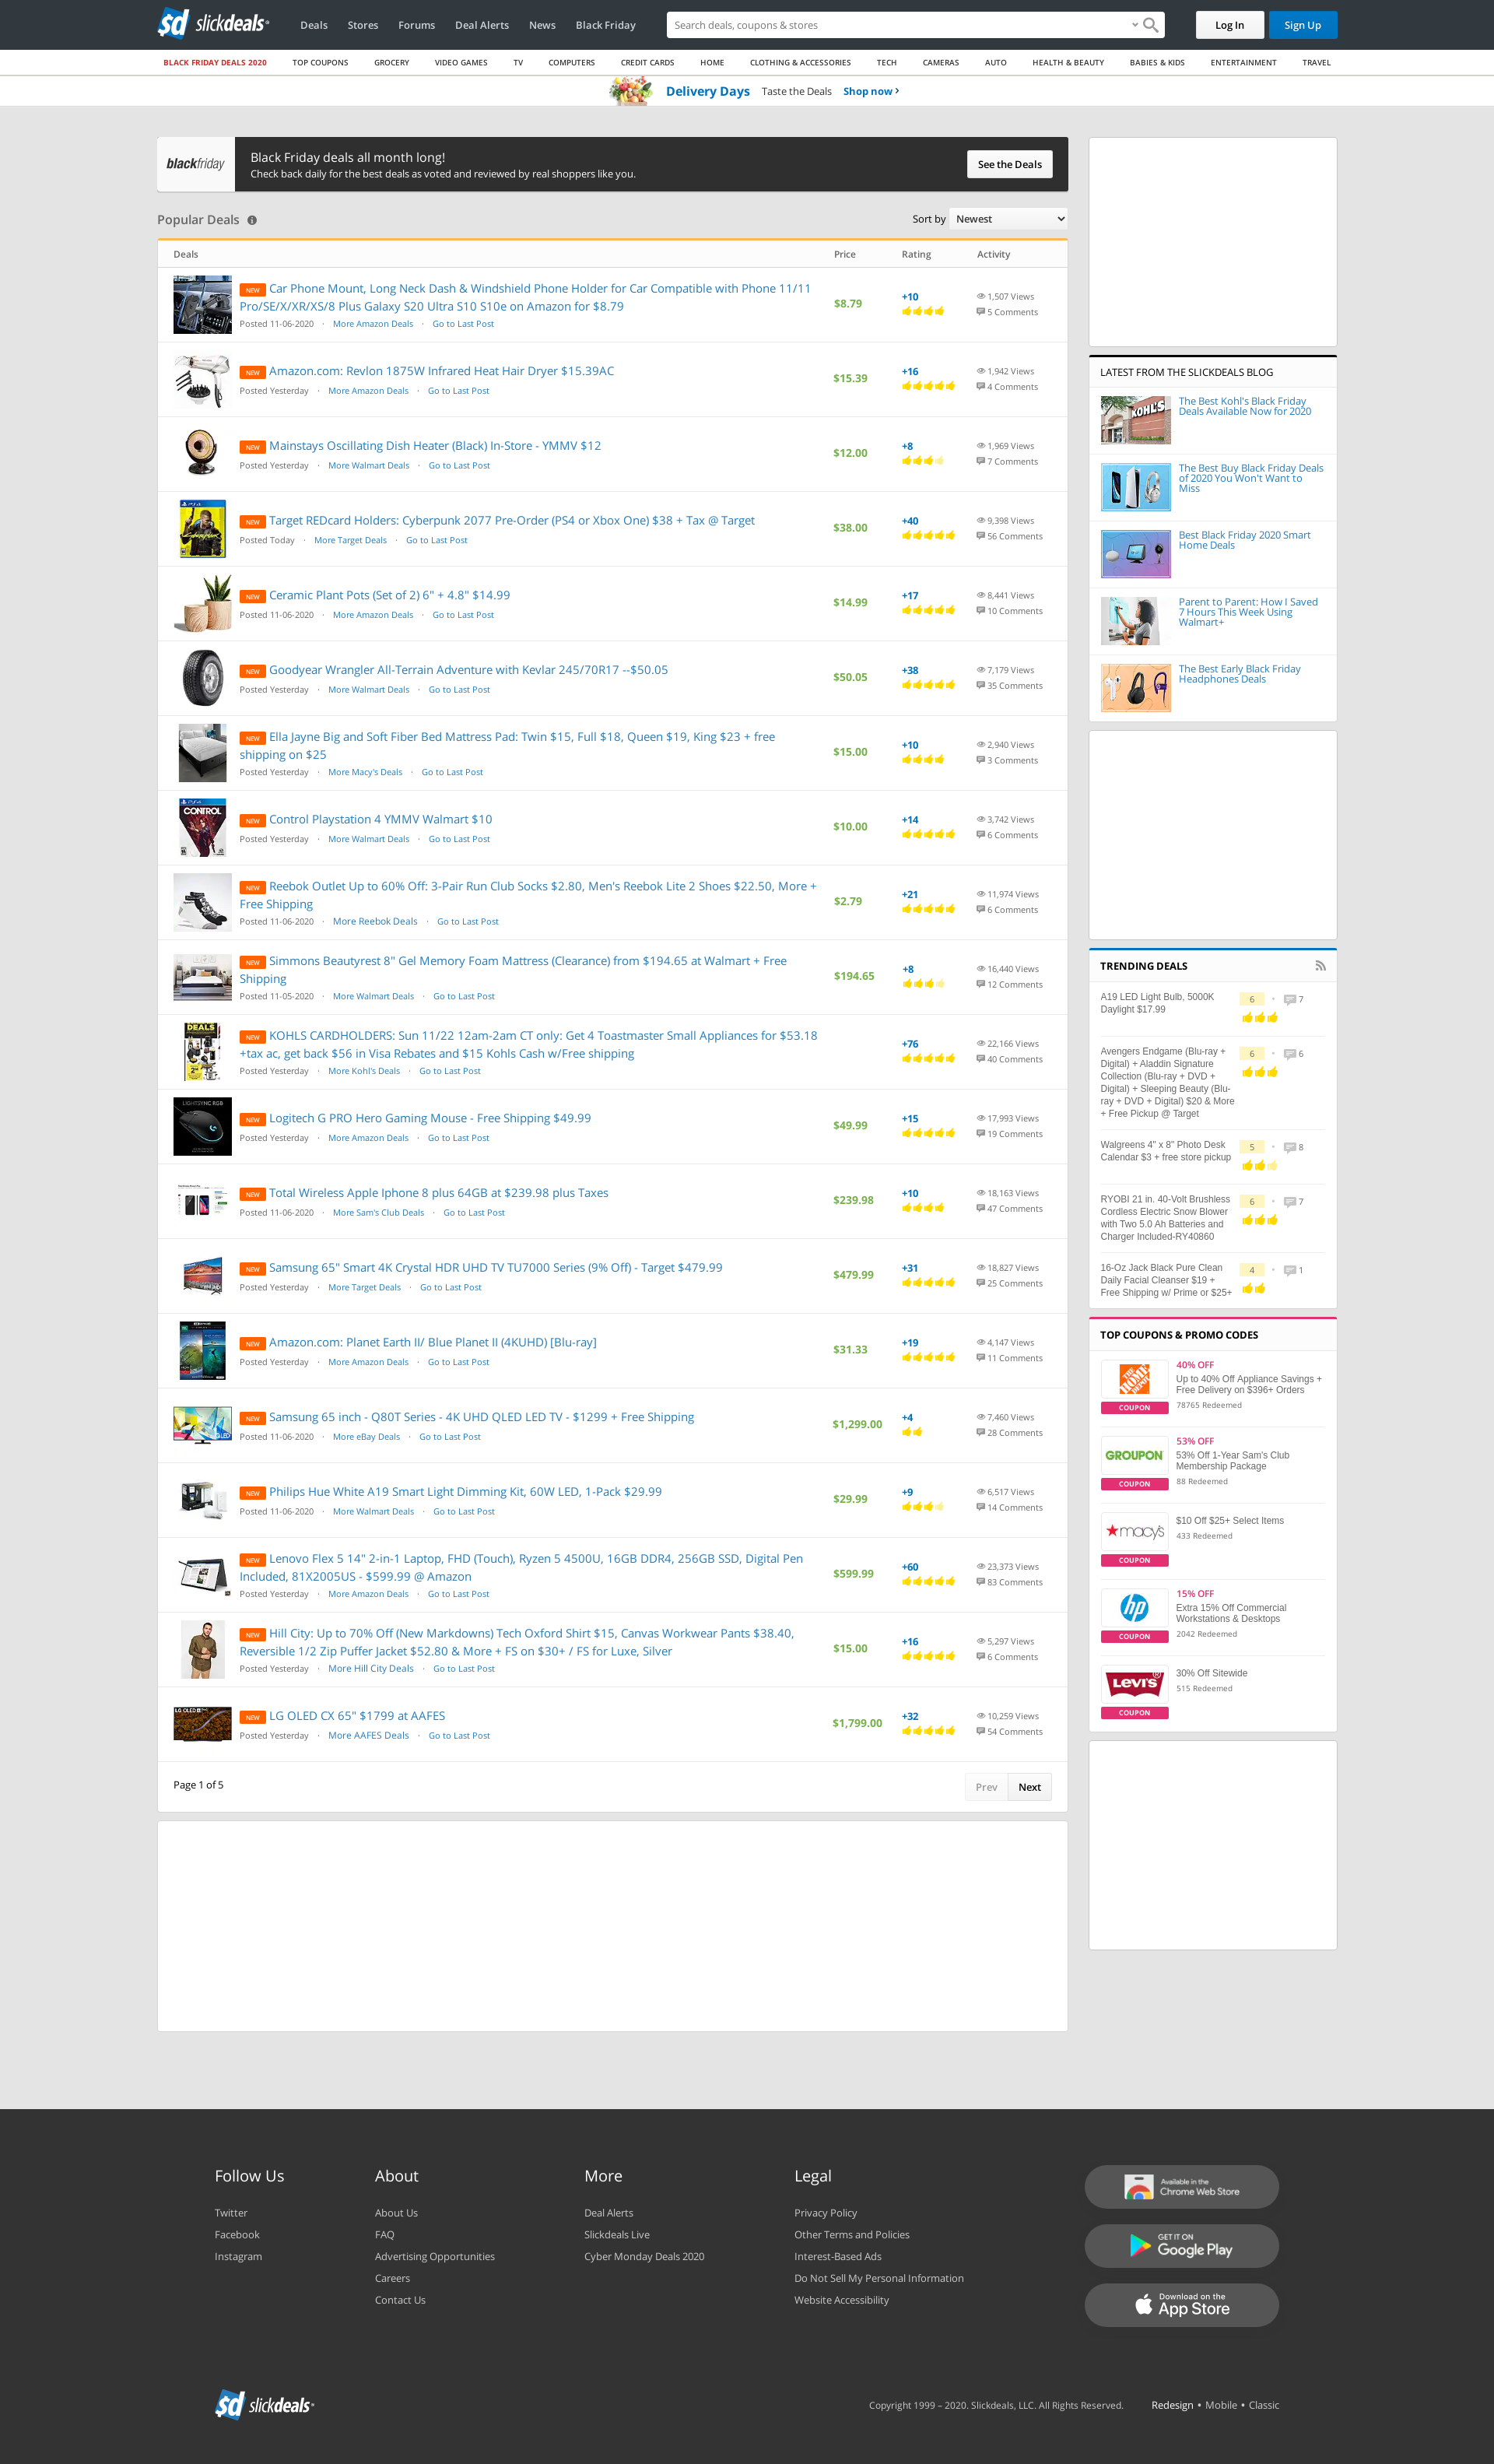 sd slickdeals
Deals Stores Forums Deal Alerts News Black Friday
Search deals, coupons & stores
Log In Sign Up
BLACK FRIDAY DEALS 2020 TOP COUPONS GROCERY VIDEO GAMES TV COMPUTERS CREDIT CARDS HOME CLOTHING & ACCESSORIES TECH CAMERAS AUTO HEALTH & BEAUTY BABIES & KIDS ENTERTAINMENT TRAVEL
Delivery Days Taste the Deals Shop now
blackfriday
Black Friday deals all month long!
Check back daily for the best deals as voted and reviewed by real shoppers like you.
See the Deals
Popular Deals
Sort by Newest
Deals Price Rating Activity
NEW Car Phone Mount, Long Neck Dash & Windshield Phone Holder for Car Compatible with Phone 11/11
Pro/SE/X/XR/XS/8 Plus Galaxy S20 Ultra S10 S10e on Amazon for $8.79
Posted 11-06-2020 · More Amazon Deals · Go to Last Post
$8.79
+10
1,507 Views
5 Comments
NEW Amazon.com: Revlon 1875W Infrared Heat Hair Dryer $15.39AC
Posted Yesterday · More Amazon Deals · Go to Last Post
$15.39
+16
1,942 Views
4 Comments
NEW Mainstays Oscillating Dish Heater (Black) In-Store - YMMV $12
Posted Yesterday · More Walmart Deals · Go to Last Post
$12.00
+8
1,969 Views
7 Comments
NEW Target REDcard Holders: Cyberpunk 2077 Pre-Order (PS4 or Xbox One) $38 + Tax @ Target
Posted Today · More Target Deals · Go to Last Post
$38.00
+40
9,398 Views
56 Comments
NEW Ceramic Plant Pots (Set of 2) 6" + 4.8" $14.99
Posted 11-06-2020 · More Amazon Deals · Go to Last Post
$14.99
+17
8,441 Views
10 Comments
NEW Goodyear Wrangler All-Terrain Adventure with Kevlar 245/70R17 --$50.05
Posted Yesterday · More Walmart Deals · Go to Last Post
$50.05
+38
7,179 Views
35 Comments
NEW Ella Jayne Big and Soft Fiber Bed Mattress Pad: Twin $15, Full $18, Queen $19, King $23 + free
shipping on $25
Posted Yesterday · More Macy's Deals · Go to Last Post
$15.00
+10
2,940 Views
3 Comments
CONTROL
NEW Control Playstation 4 YMMV Walmart $10
Posted Yesterday · More Walmart Deals · Go to Last Post
$10.00
+14
3,742 Views
6 Comments
NEW Reebok Outlet Up to 60% Off: 3-Pair Run Club Socks $2.80, Men's Reebok Lite 2 Shoes $22.50, More +
Free Shipping
Posted 11-06-2020 · More Reebok Deals · Go to Last Post
$2.79
+21
11,974 Views
6 Comments
NEW Simmons Beautyrest 8" Gel Memory Foam Mattress (Clearance) from $194.65 at Walmart + Free
Shipping
Posted 11-05-2020 · More Walmart Deals · Go to Last Post
$194.65
+8
16,440 Views
12 Comments
DEALS
NEW KOHLS CARDHOLDERS: Sun 11/22 12am-2am CT only: Get 4 Toastmaster Small Appliances for $53.18
+tax ac, get back $56 in Visa Rebates and $15 Kohls Cash w/Free shipping
Posted Yesterday · More Kohl's Deals · Go to Last Post
$53.18
+76
22,166 Views
40 Comments
LIGHTSYNC RGB
NEW Logitech G PRO Hero Gaming Mouse - Free Shipping $49.99
Posted Yesterday · More Amazon Deals · Go to Last Post
$49.99
+15
17,993 Views
19 Comments
NEW Total Wireless Apple Iphone 8 plus 64GB at $239.98 plus Taxes
Posted 11-06-2020 · More Sam's Club Deals · Go to Last Post
$239.98
+10
18,163 Views
47 Comments
NEW Samsung 65" Smart 4K Crystal HDR UHD TV TU7000 Series (9% Off) - Target $479.99
Posted Yesterday · More Target Deals · Go to Last Post
$479.99
+31
18,827 Views
25 Comments
NEW Amazon.com: Planet Earth II/ Blue Planet II (4KUHD) [Blu-ray]
Posted Yesterday · More Amazon Deals · Go to Last Post
$31.33
+19
4,147 Views
11 Comments
NEW Samsung 65 inch - Q80T Series - 4K UHD QLED LED TV - $1299 + Free Shipping
Posted 11-06-2020 · More eBay Deals · Go to Last Post
$1,299.00
+4
7,460 Views
28 Comments
NEW Philips Hue White A19 Smart Light Dimming Kit, 60W LED, 1-Pack $29.99
Posted 11-06-2020 · More Walmart Deals · Go to Last Post
$29.99
+9
6,517 Views
14 Comments
NEW Lenovo Flex 5 14" 2-in-1 Laptop, FHD (Touch), Ryzen 5 4500U, 16GB DDR4, 256GB SSD, Digital Pen
Included, 81X2005US - $599.99 @ Amazon
Posted Yesterday · More Amazon Deals · Go to Last Post
$599.99
+60
23,373 Views
83 Comments
NEW Hill City: Up to 70% Off (New Markdowns) Tech Oxford Shirt $15, Canvas Workwear Pants $38.40,
Reversible 1/2 Zip Puffer Jacket $52.80 & More + FS on $30+ / FS for Luxe, Silver
Posted Yesterday · More Hill City Deals · Go to Last Post
$15.00
+16
5,297 Views
6 Comments
LG OLED
NEW LG OLED CX 65" $1799 at AAFES
Posted Yesterday · More AAFES Deals · Go to Last Post
$1,799.00
+32
10,259 Views
54 Comments
Page 1 of 5
Prev Next
LATEST FROM THE SLICKDEALS BLOG
KOHL'S
The Best Kohl's Black Friday
Deals Available Now for 2020
The Best Buy Black Friday Deals
of 2020 You Won't Want to
Miss
Best Black Friday 2020 Smart
Home Deals
Parent to Parent: How I Saved
7 Hours This Week Using
Walmart+
The Best Early Black Friday
Headphones Deals
TRENDING DEALS
A19 LED Light Bulb, 5000K
Daylight $17.99
6 • 7
Avengers Endgame (Blu-ray +
Digital) + Aladdin Signature
Collection (Blu-ray + DVD +
Digital) + Sleeping Beauty (Blu-
ray + DVD + Digital) $20 & More
+ Free Pickup @ Target
6 • 6
Walgreens 4" x 8" Photo Desk
Calendar $3 + free store pickup
5 • 8
RYOBI 21 in. 40-Volt Brushless
Cordless Electric Snow Blower
with Two 5.0 Ah Batteries and
Charger Included-RY40860
6 • 7
16-Oz Jack Black Pure Clean
Daily Facial Cleanser $19 +
Free Shipping w/ Prime or $25+
4 • 1
TOP COUPONS & PROMO CODES
THE HOME DEPOT
COUPON
40% OFF
Up to 40% Off Appliance Savings +
Free Delivery on $396+ Orders
78765 Redeemed
GROUPON
COUPON
53% OFF
53% Off 1-Year Sam's Club
Membership Package
88 Redeemed
macy's
COUPON
$10 Off $25+ Select Items
433 Redeemed
hp
COUPON
15% OFF
Extra 15% Off Commercial
Workstations & Desktops
2042 Redeemed
LEVI'S
COUPON
30% Off Sitewide
515 Redeemed
Follow Us
Twitter
Facebook
Instagram
About
About Us
FAQ
Advertising Opportunities
Careers
Contact Us
More
Deal Alerts
Slickdeals Live
Cyber Monday Deals 2020
Legal
Privacy Policy
Other Terms and Policies
Interest-Based Ads
Do Not Sell My Personal Information
Website Accessibility
Available in the
Chrome Web Store
GET IT ON
Google Play
Download on the
App Store
sd slickdeals
Copyright 1999 – 2020. Slickdeals, LLC. All Rights Reserved.
Redesign • Mobile • Classic